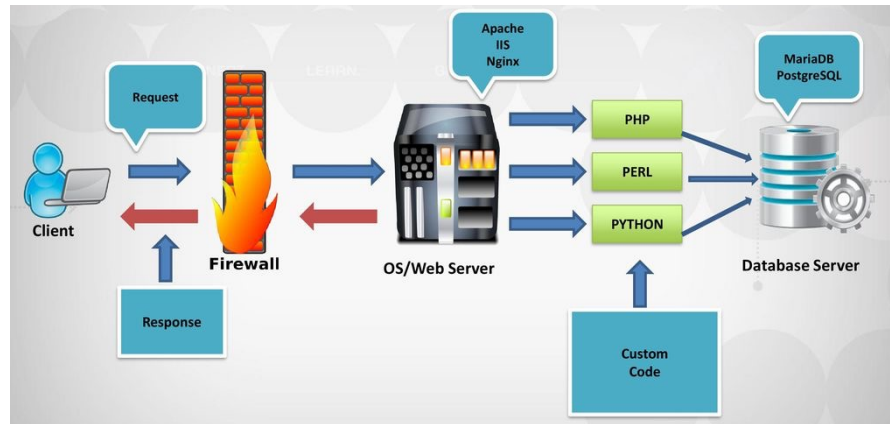 Apache
IIS
Nginx
MariaDB
PostgreSQL
Request
LEARN
PHP
PERL
PYTHON
Client
Firewall
OS/Web Server
Database Server
Response
Custom
Code